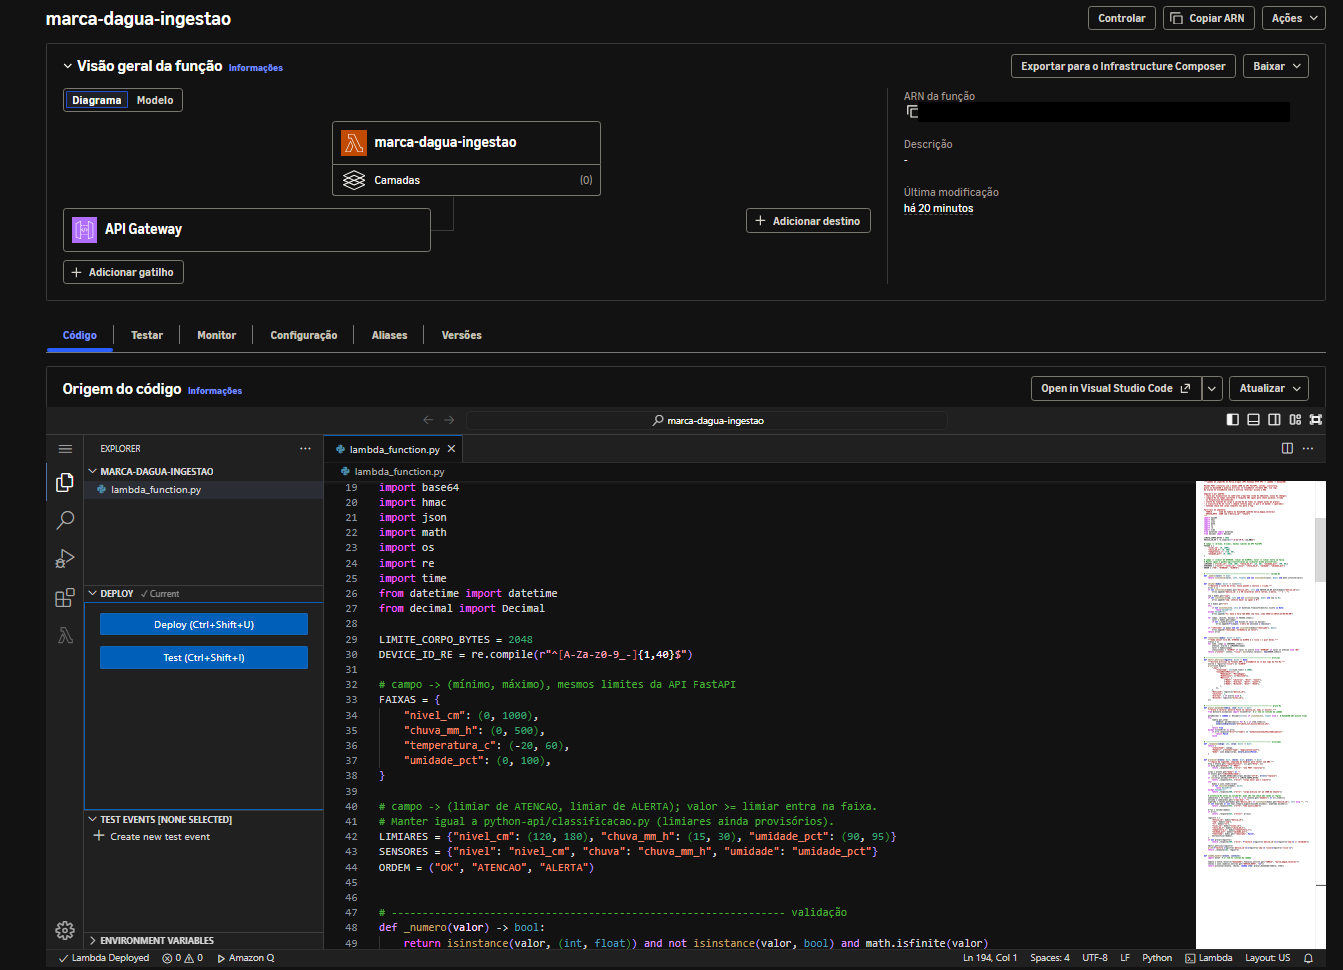 marca-dagua-ingestao
Controlar
Copiar ARN
Ações
Visão geral da função Informações
Exportar para o Infrastructure Composer
Baixar
Diagrama
Modelo
marca-dagua-ingestao
Camadas
(0)
API Gateway
+ Adicionar destino
+ Adicionar gatilho
ARN da função
Descrição
-
Última modificação
há 20 minutos
Código
Testar
Monitor
Configuração
Aliases
Versões
Origem do código Informações
Open in Visual Studio Code
Atualizar
marca-dagua-ingestao
EXPLORER
MARCA-DAGUA-INGESTAO
lambda_function.py
DEPLOY ✓ Current
Deploy (Ctrl+Shift+U)
Test (Ctrl+Shift+I)
TEST EVENTS [NONE SELECTED]
+ Create new test event
ENVIRONMENT VARIABLES
lambda_function.py
lambda_function.py
19 import base64
20 import hmac
21 import json
22 import math
23 import os
24 import re
25 import time
26 from datetime import datetime
27 from decimal import Decimal
28
29 LIMITE_CORPO_BYTES = 2048
30 DEVICE_ID_RE = re.compile(r"^[A-Za-z0-9_-]{1,40}$")
31
32 # campo -> (mínimo, máximo), mesmos limites da API FastAPI
33 FAIXAS = {
34 "nivel_cm": (0, 1000),
35 "chuva_mm_h": (0, 500),
36 "temperatura_c": (-20, 60),
37 "umidade_pct": (0, 100),
38 }
39
40 # campo -> (limiar de ATENCAO, limiar de ALERTA); valor >= limiar entra na faixa.
41 # Manter igual a python-api/classificacao.py (limiares ainda provisórios).
42 LIMIARES = {"nivel_cm": (120, 180), "chuva_mm_h": (15, 30), "umidade_pct": (90, 95)}
43 SENSORES = {"nivel": "nivel_cm", "chuva": "chuva_mm_h", "umidade": "umidade_pct"}
44 ORDEM = ("OK", "ATENCAO", "ALERTA")
45
46
47 # --------------------------------------------------------------- validação
48 def _numero(valor) -> bool:
49 return isinstance(valor, (int, float)) and not isinstance(valor, bool) and math.isfinite(valor)
✓ Lambda Deployed
0
0
Amazon Q
Ln 194, Col 1
Spaces: 4
UTF-8
LF
Python
Lambda
Layout: US